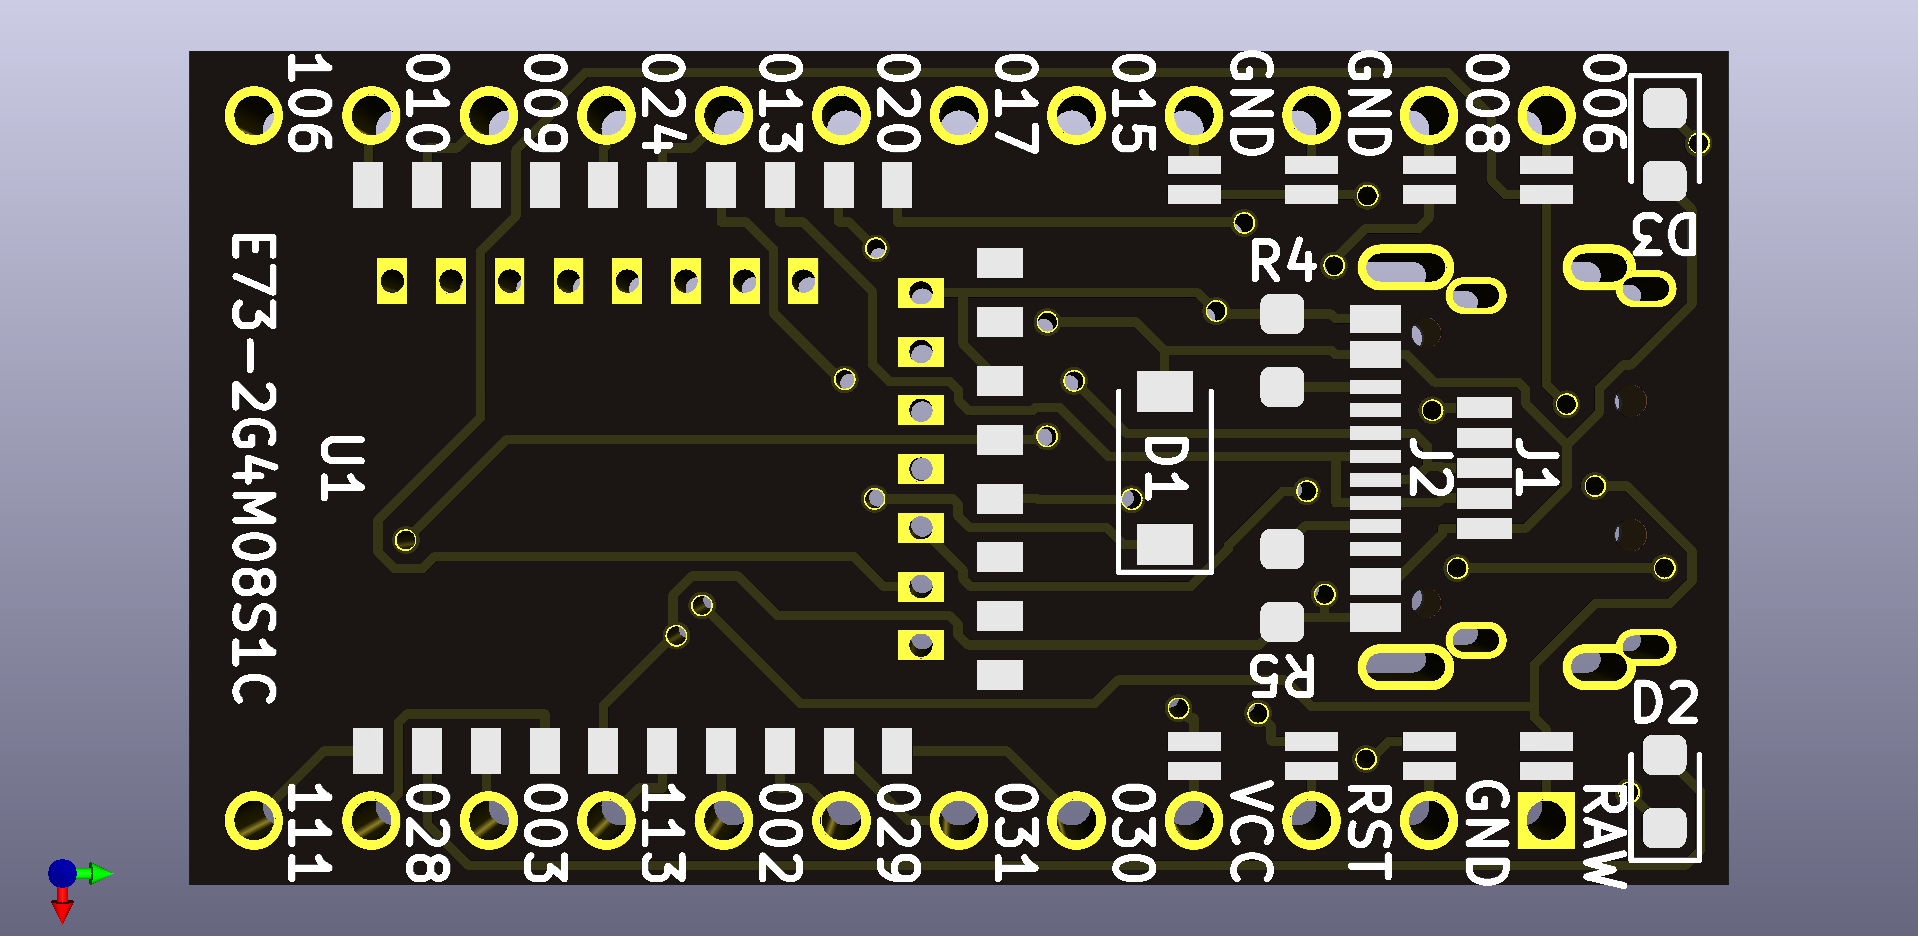 106
010
009
024
013
020
017
015
GND
GND
008
006
D3
R4
E73-2G4M08S1C
U1
D1
J2
J1
R5
D2
111
028
003
113
002
029
031
030
VCC
RST
GND
RAW